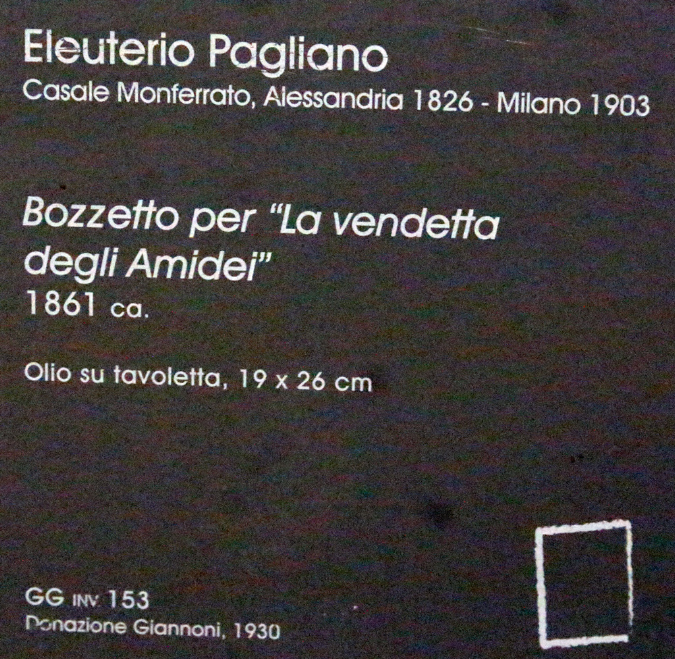 Eleuterio Pagliano
Casale Monferrato, Alessandria 1826 - Milano 1903
Bozzetto per “La vendetta
degli Amidei”
1861 ca.
Olio su tavoletta, 19 x 26 cm
GG INV 153
Donazione Giannoni, 1930